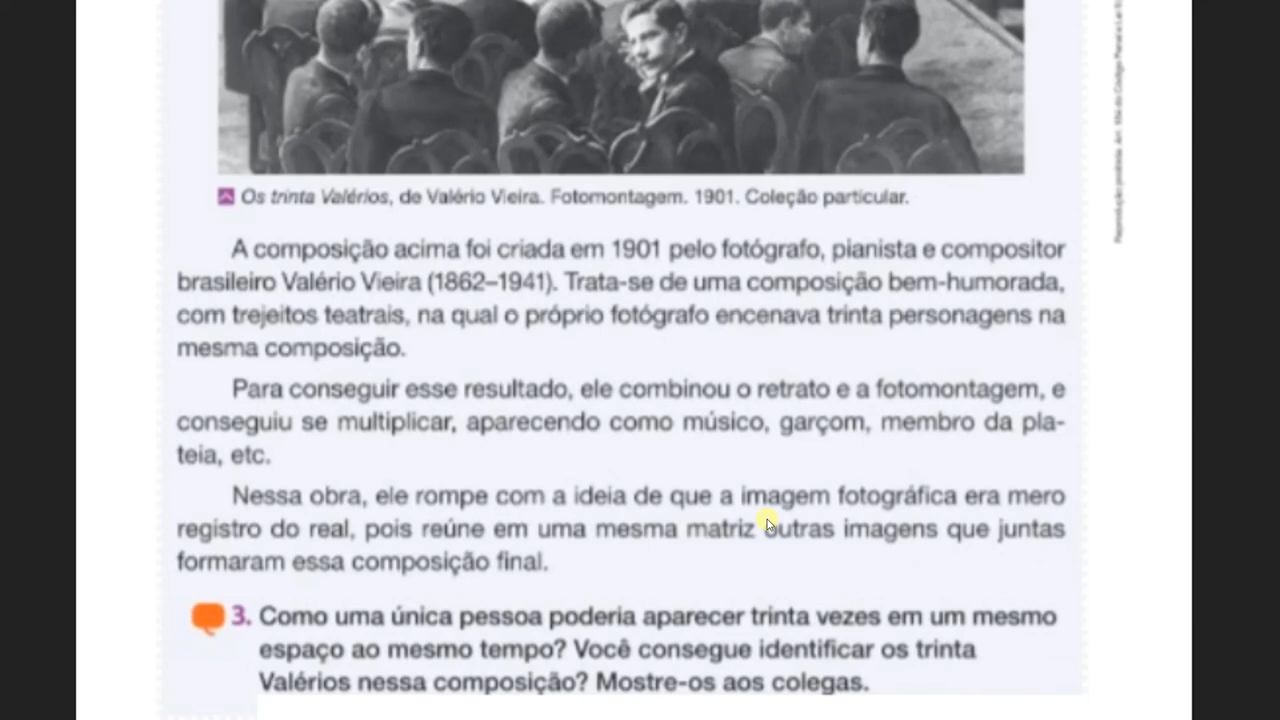 Os trinta Valérios, de Valério Vieira. Fotomontagem. 1901. Coleção particular.
A composição acima foi criada em 1901 pelo fotógrafo, pianista e compositor
brasileiro Valério Vieira (1862–1941). Trata-se de uma composição bem-humorada,
com trejeitos teatrais, na qual o próprio fotógrafo encenava trinta personagens na
mesma composição.
Para conseguir esse resultado, ele combinou o retrato e a fotomontagem, e
conseguiu se multiplicar, aparecendo como músico, garçom, membro da pla-
teia, etc.
Nessa obra, ele rompe com a ideia de que a imagem fotográfica era mero
registro do real, pois reúne em uma mesma matriz outras imagens que juntas
formaram essa composição final.
3. Como uma única pessoa poderia aparecer trinta vezes em um mesmo
espaço ao mesmo tempo? Você consegue identificar os trinta
Valérios nessa composição? Mostre-os aos colegas.